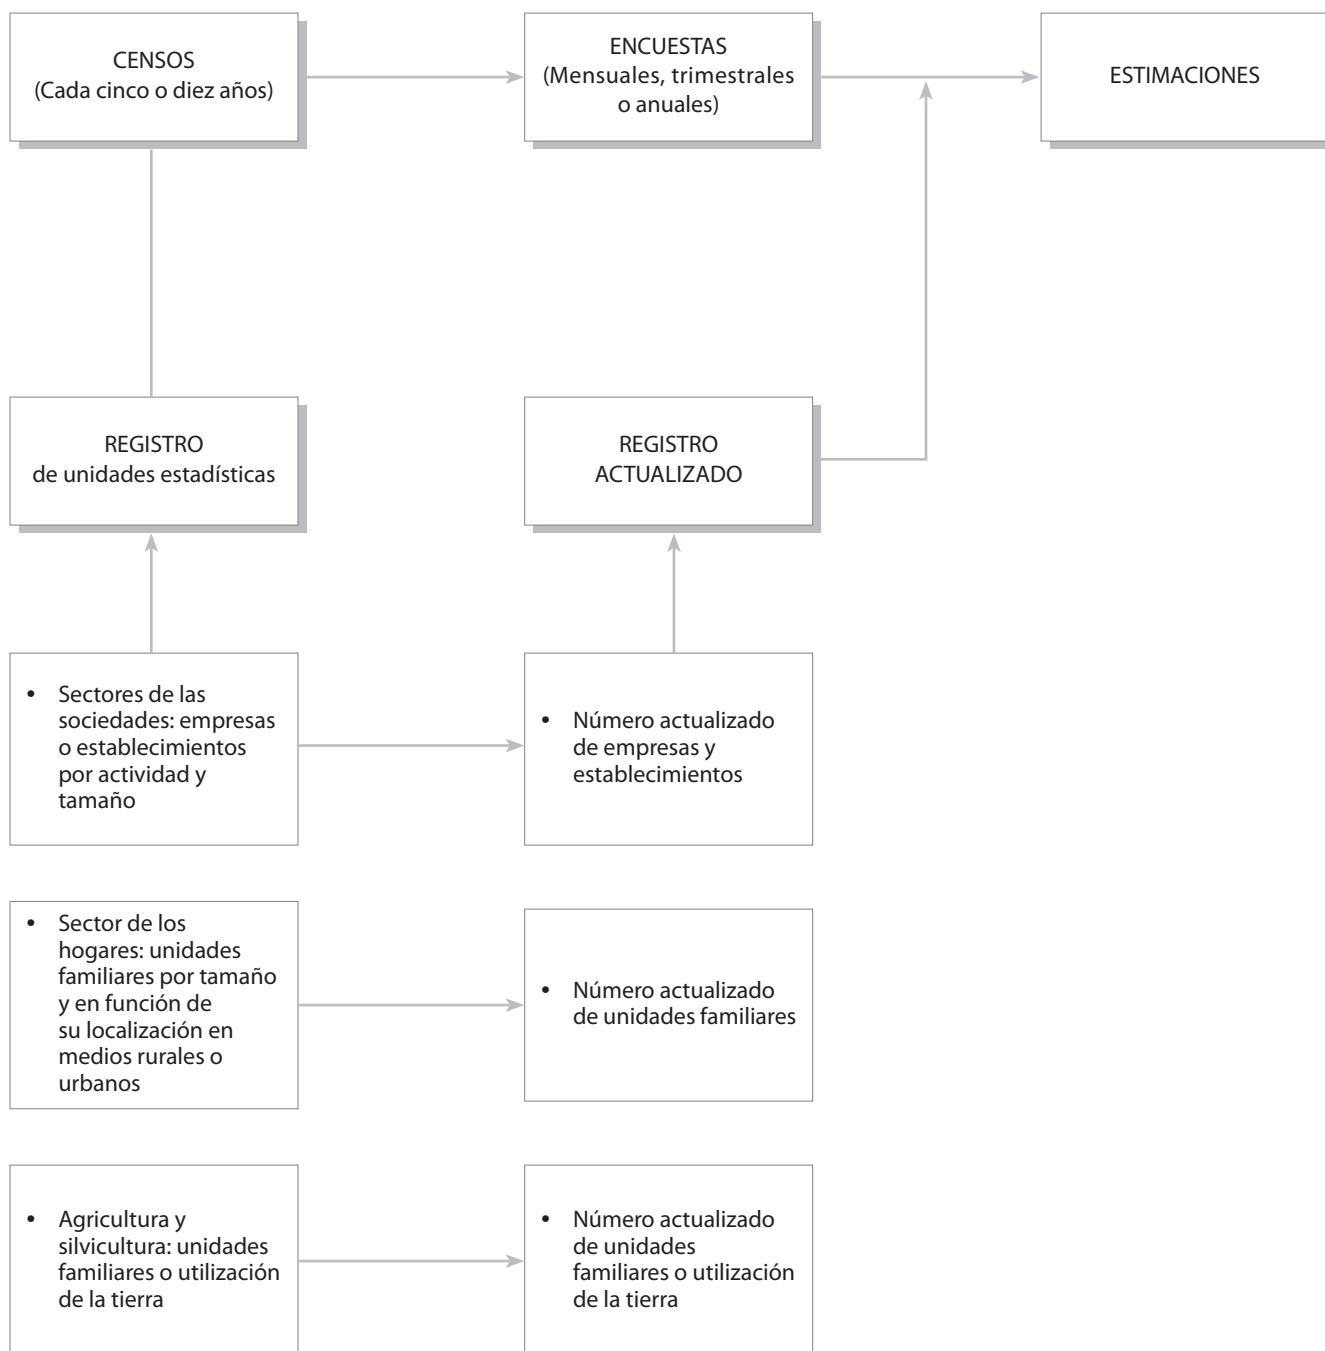 CENSOS
(Cada cinco o diez años)
ENCUESTAS
(Mensuales, trimestrales
o anuales)
ESTIMACIONES
REGISTRO
de unidades estadísticas
REGISTRO
ACTUALIZADO
• Sectores de las
sociedades: empresas
o establecimientos
por actividad y
tamaño
• Número actualizado
de empresas y
establecimientos
• Sector de los
hogares: unidades
familiares por tamaño
y en función de
su localización en
medios rurales o
urbanos
• Número actualizado
de unidades familiares
• Agricultura y
silvicultura: unidades
familiares o utilización
de la tierra
• Número actualizado
de unidades
familiares o utilización
de la tierra